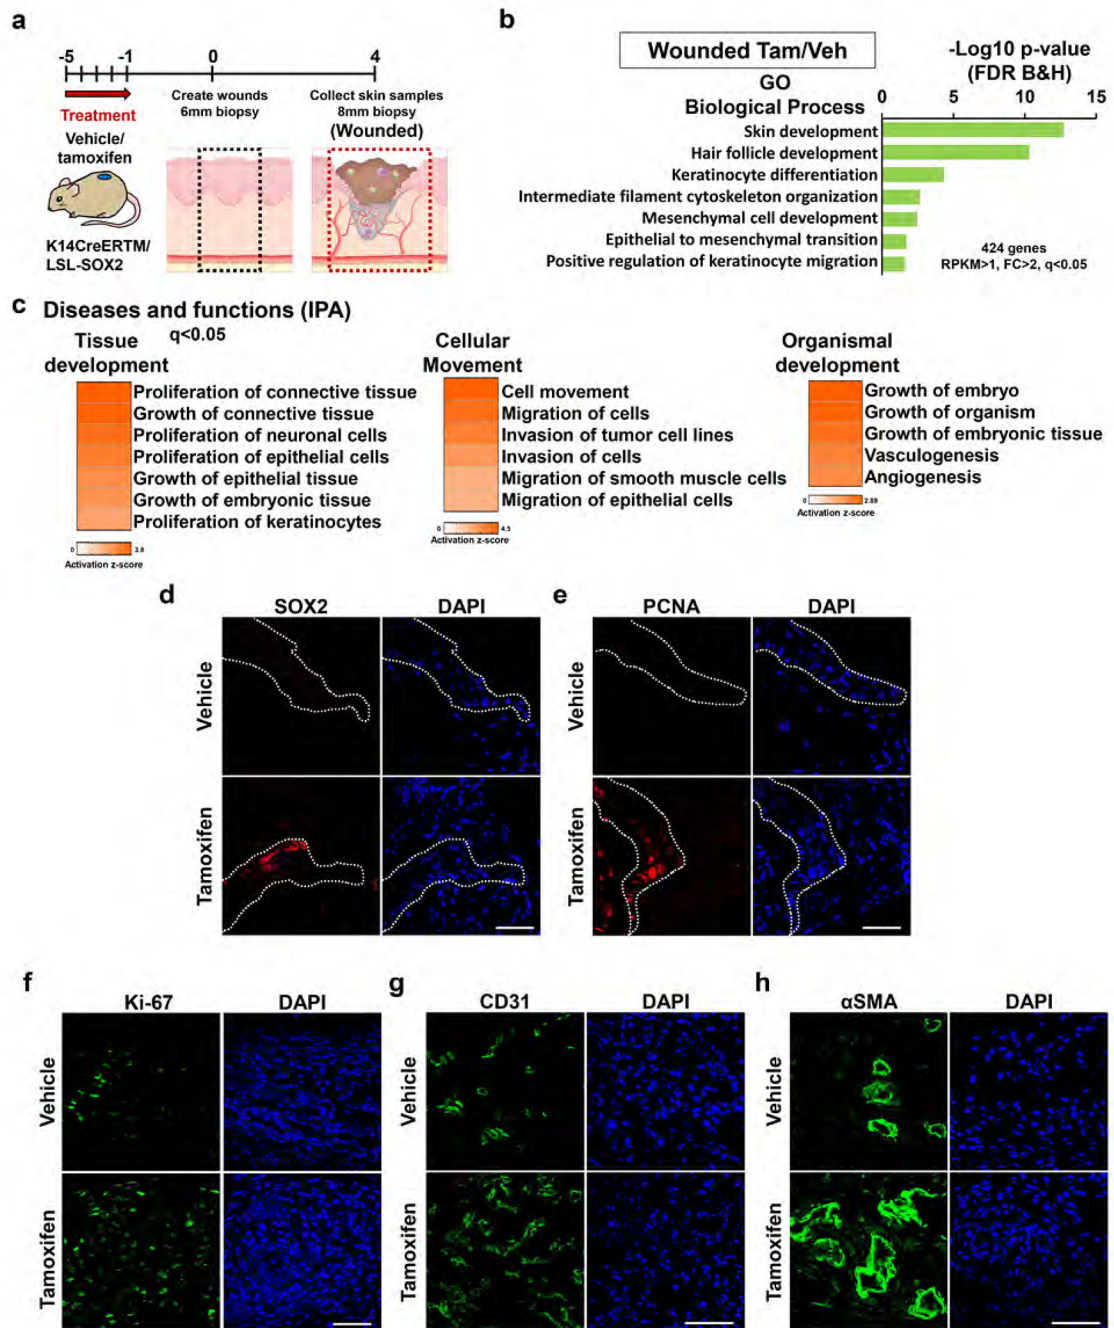 a
-5
-1
0
4
Treatment
Vehicle/
tamoxifen
K14CreERTM/
LSL-SOX2
Create wounds
6mm biopsy
Collect skin samples
8mm biopsy
(Wounded)
b
Wounded Tam/Veh
GO
Biological Process
-Log10 p-value
(FDR B&H)
0 5 10 15
Skin development
Hair follicle development
Keratinocyte differentiation
Intermediate filament cytoskeleton organization
Mesenchymal cell development
Epithelial to mesenchymal transition
Positive regulation of keratinocyte migration
424 genes
RPKM>1, FC>2, q<0.05
c
Diseases and functions (IPA)
q<0.05
Tissue
development
Proliferation of connective tissue
Growth of connective tissue
Proliferation of neuronal cells
Proliferation of epithelial cells
Growth of epithelial tissue
Growth of embryonic tissue
Proliferation of keratinocytes
0 3.8
Activation z-score
Cellular
Movement
Cell movement
Migration of cells
Invasion of tumor cell lines
Invasion of cells
Migration of smooth muscle cells
Migration of epithelial cells
0 4.5
Activation z-score
Organismal
development
Growth of embryo
Growth of organism
Growth of embryonic tissue
Vasculogenesis
Angiogenesis
0 2.89
Activation z-score
d
SOX2 DAPI
Vehicle
Tamoxifen
e
PCNA DAPI
Vehicle
Tamoxifen
f
Ki-67 DAPI
Vehicle
Tamoxifen
g
CD31 DAPI
Vehicle
Tamoxifen
h
αSMA DAPI
Vehicle
Tamoxifen